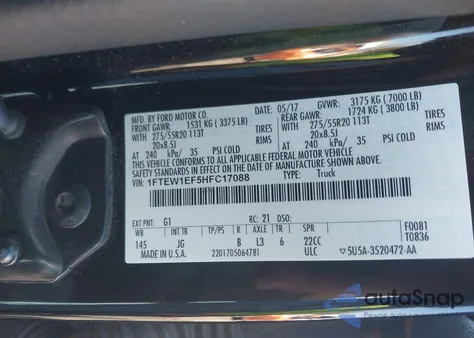 MFD. BY FORD MOTOR CO. 05/17 GVWR: 3175 KG (7000 LB)
FRONT GAWR: 1531 KG (3375 LB) REAR GAWR: 1724 KG (3800 LB)
275/55R20 113T TIRES 275/55R20 113T TIRES
20x8.5J RIMS 20x8.5J RIMS
AT 240 kPa/ 35 PSI COLD AT 240 kPa/ 35 PSI COLD
THIS VEHICLE CONFORMS TO ALL APPLICABLE FEDERAL MOTOR VEHICLE
SAFETY STANDARDS IN EFFECT ON THE DATE OF MANUFACTURE SHOWN ABOVE.
VIN: 1FTEW1EF5HFC17088 TYPE: Truck
EXT PNT: G1 RC: 21 DSO: F0081
WB INTR TR TP/PS R AXLE TR SPR T0836
145 JG B L3 6 22CC
MADE IN U.S.A. 2201705064781 ULC 5U5A-3520472-AA
autoSnap
Powered